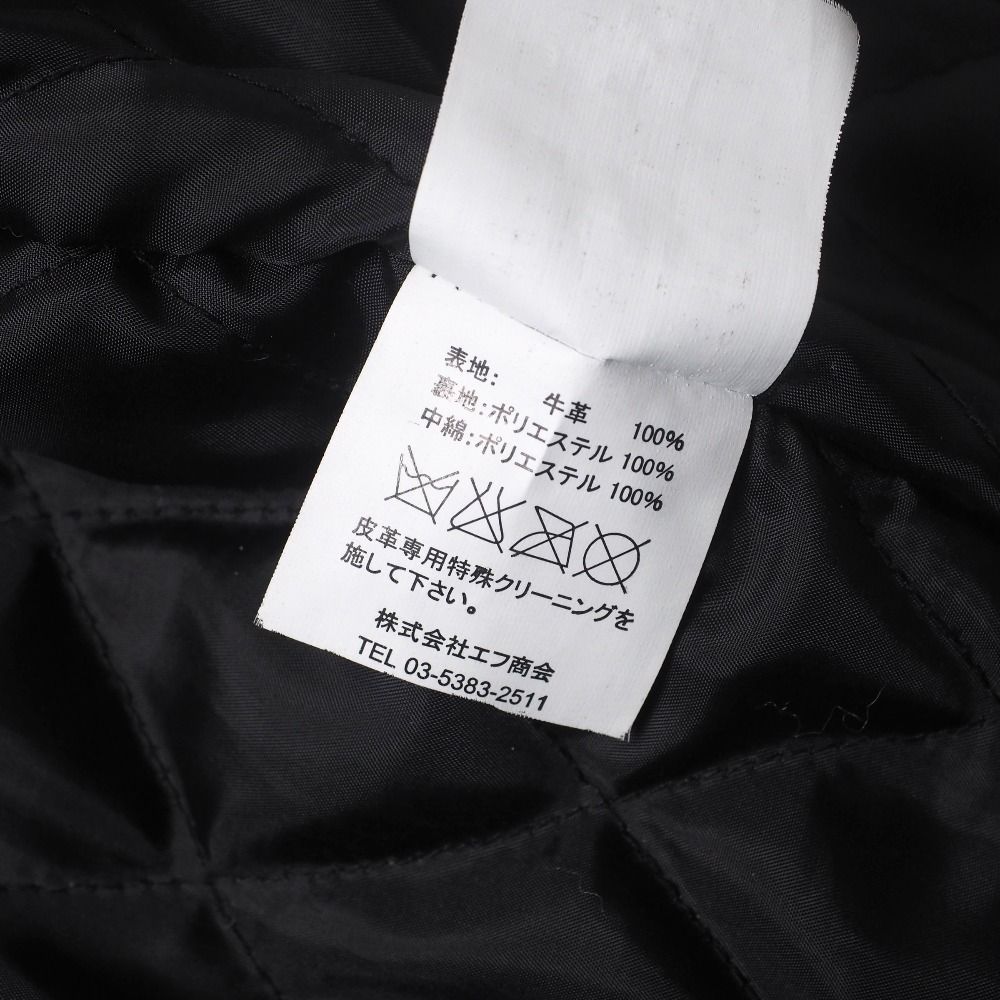 表地: 牛革 100%
裏地:ポリエステル 100%
中綿:ポリエステル 100%
皮革専用特殊クリーニングを
施して下さい。
株式会社エフ商会
TEL 03-5383-2511